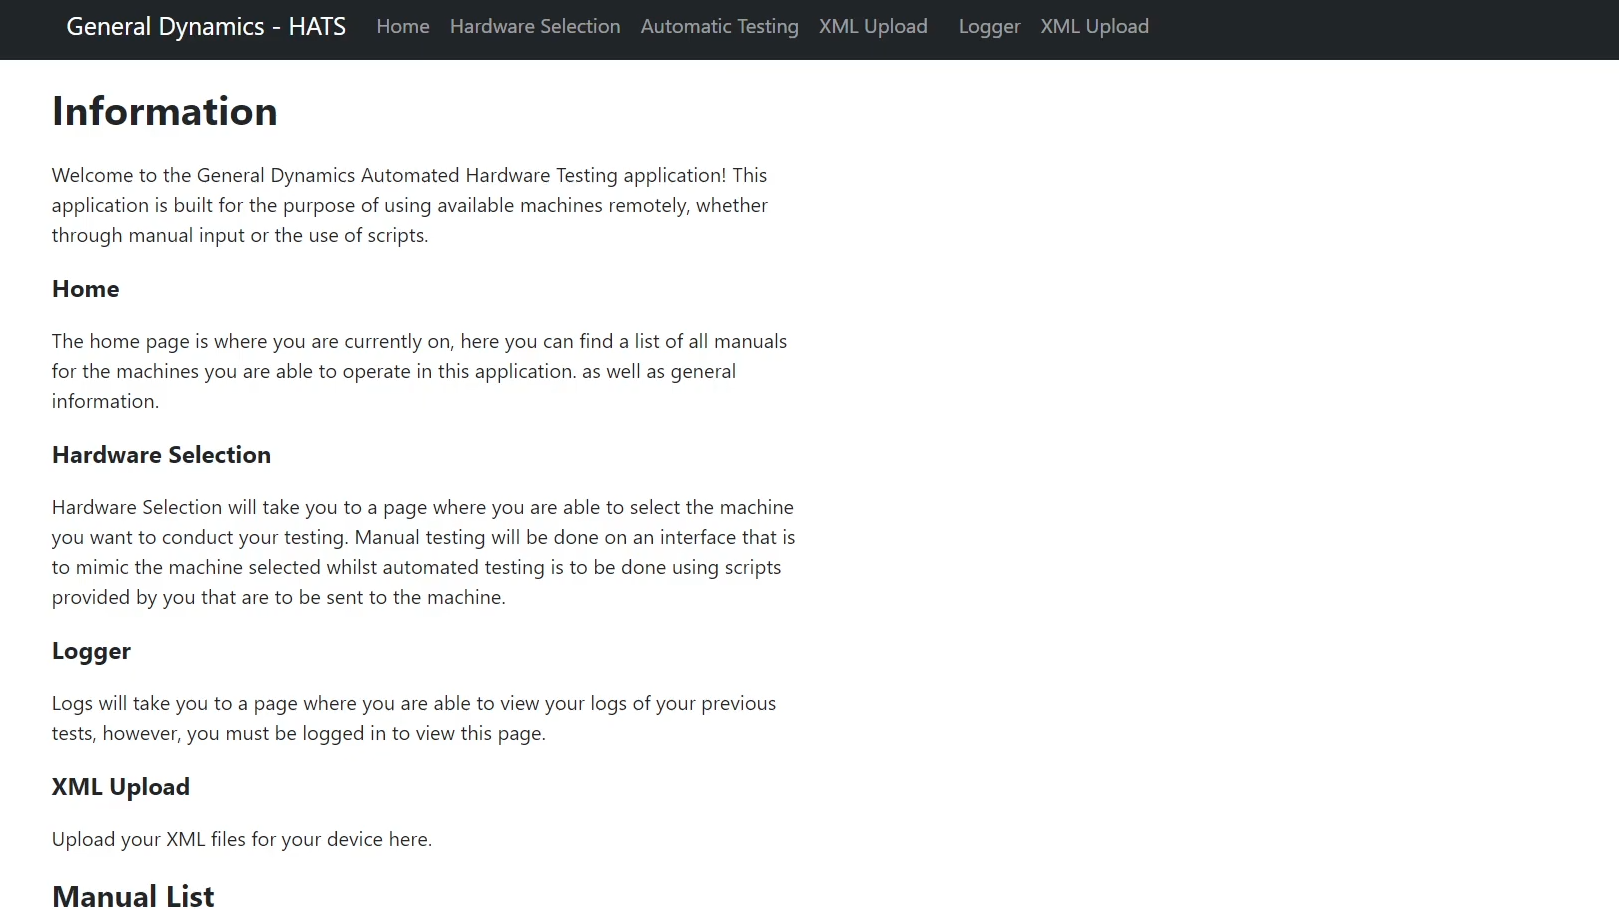 General Dynamics - HATS Home Hardware Selection Automatic Testing XML Upload Logger XML Upload
Information
Welcome to the General Dynamics Automated Hardware Testing application! This
application is built for the purpose of using available machines remotely, whether
through manual input or the use of scripts.
Home
The home page is where you are currently on, here you can find a list of all manuals
for the machines you are able to operate in this application. as well as general
information.
Hardware Selection
Hardware Selection will take you to a page where you are able to select the machine
you want to conduct your testing. Manual testing will be done on an interface that is
to mimic the machine selected whilst automated testing is to be done using scripts
provided by you that are to be sent to the machine.
Logger
Logs will take you to a page where you are able to view your logs of your previous
tests, however, you must be logged in to view this page.
XML Upload
Upload your XML files for your device here.
Manual List